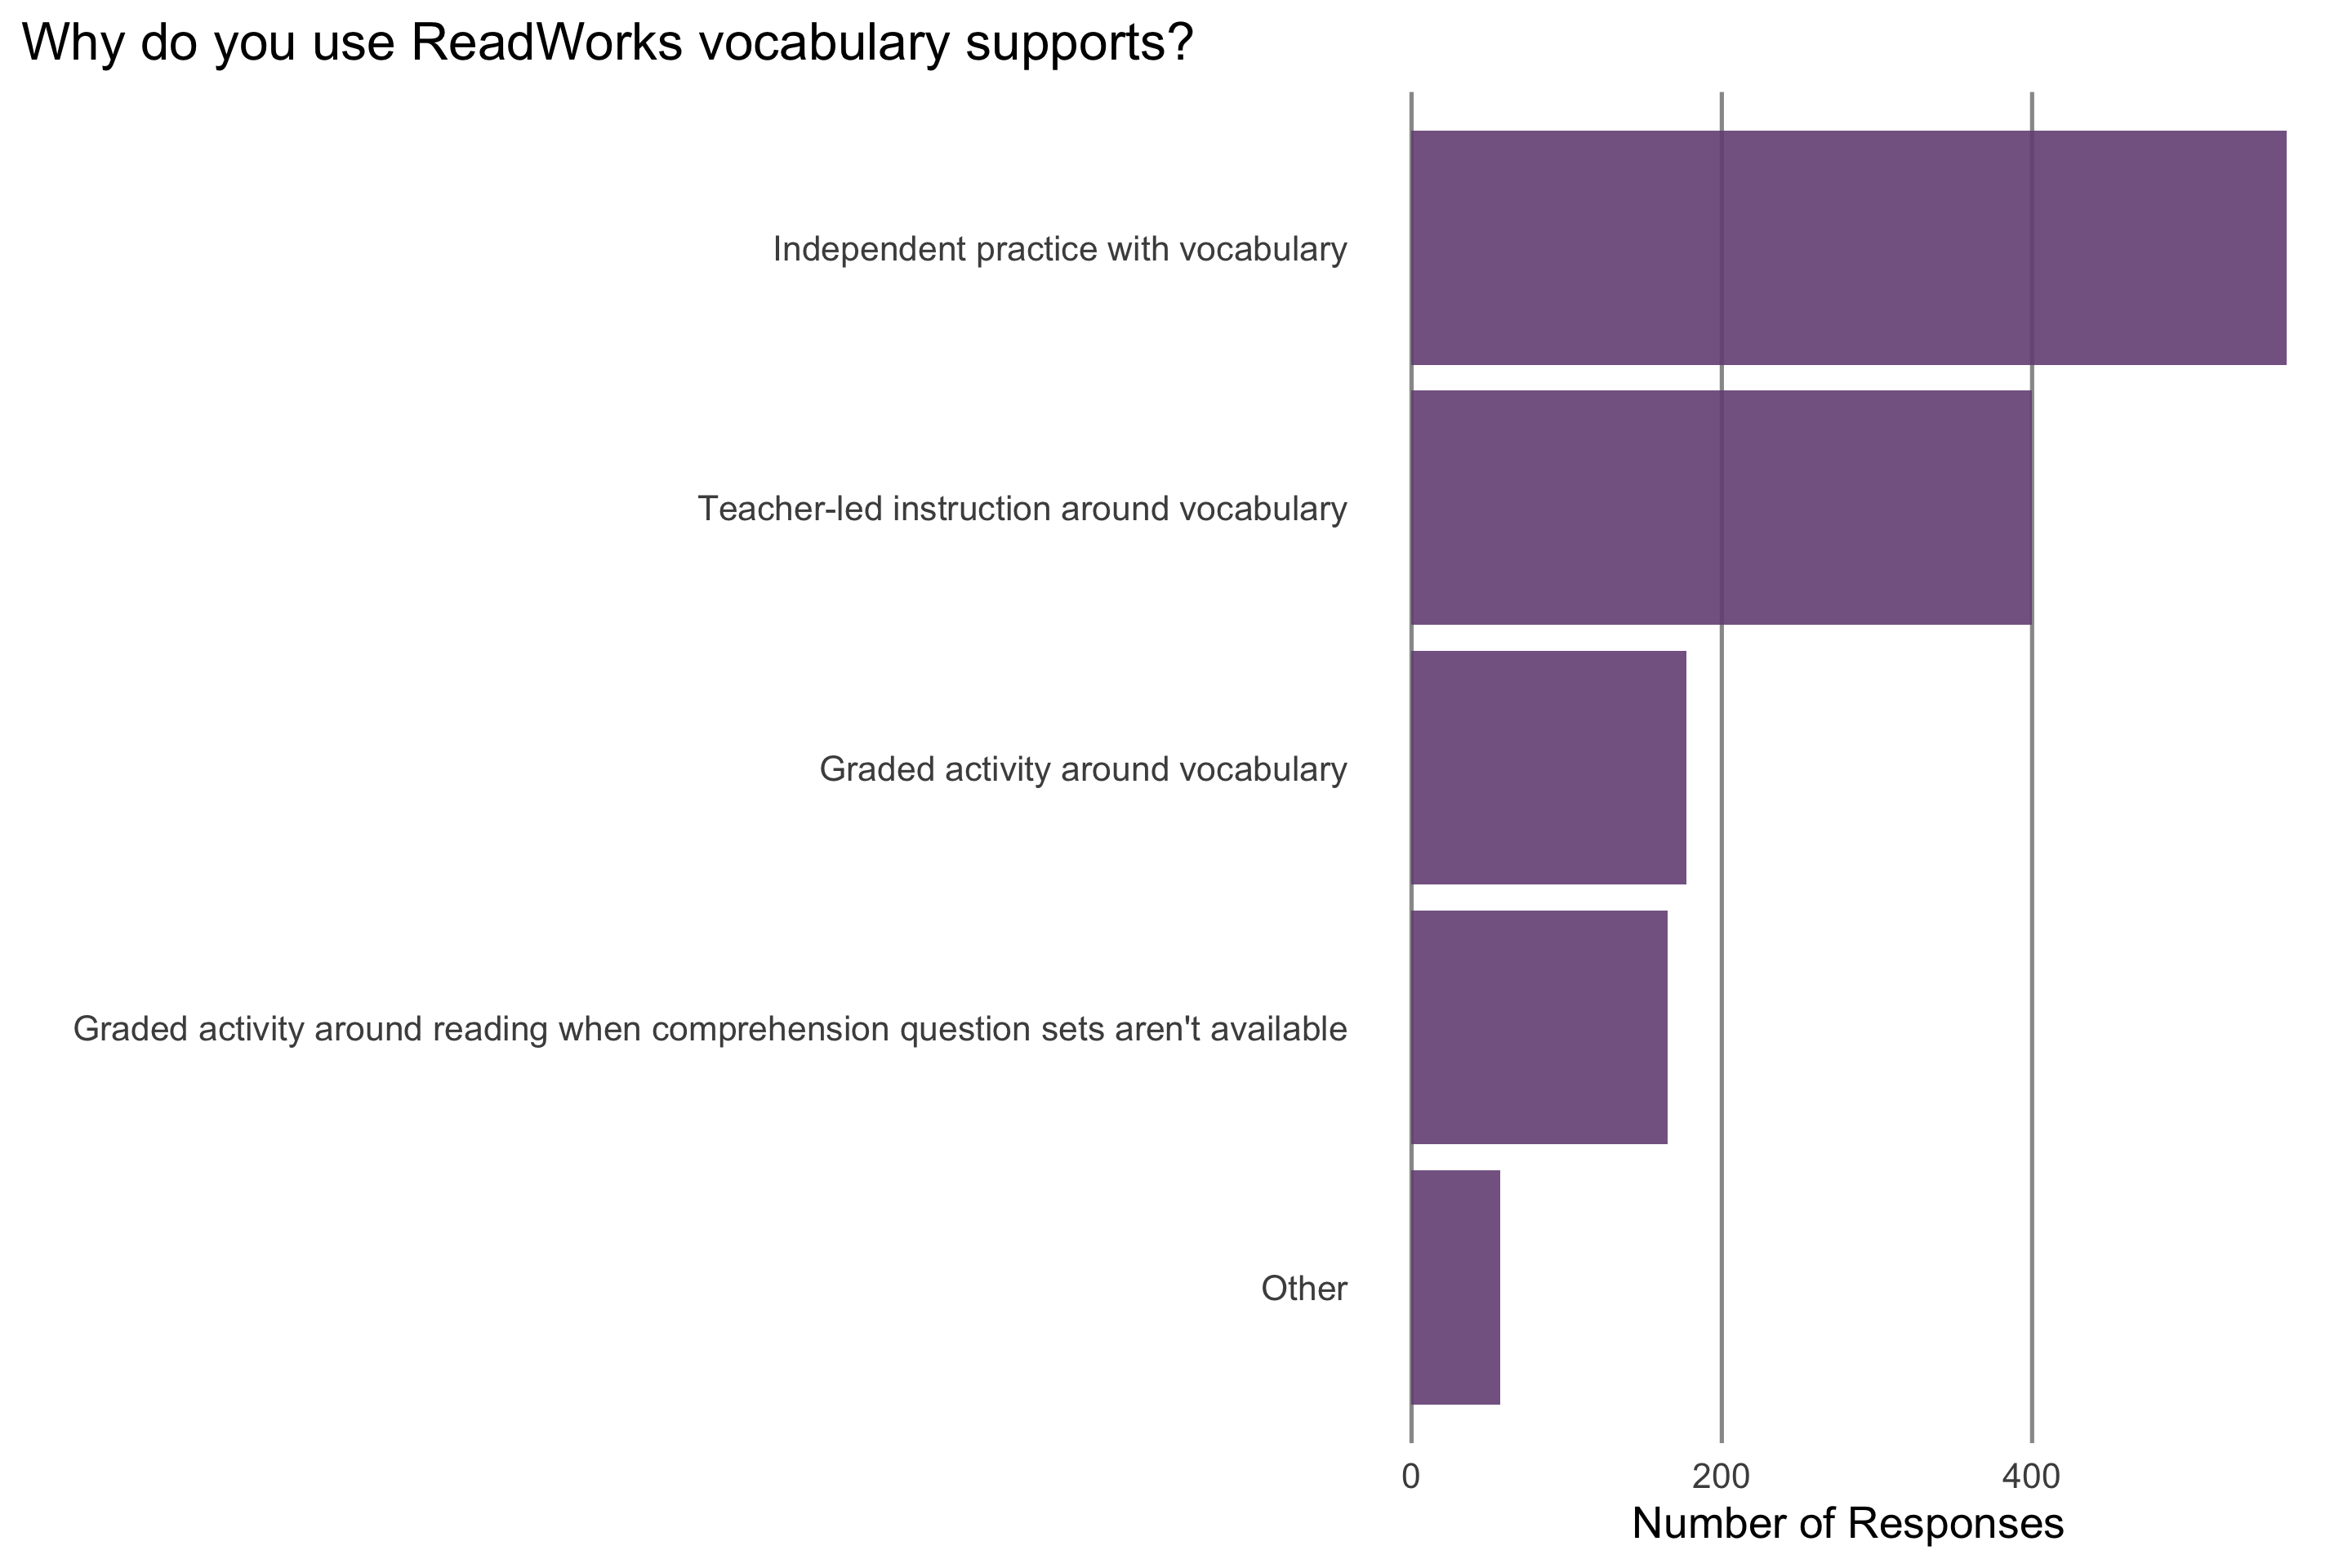 Why do you use ReadWorks vocabulary supports?
Independent practice with vocabulary
Teacher-led instruction around vocabulary
Graded activity around vocabulary
Graded activity around reading when comprehension question sets aren't available
Other
0 200 400
Number of Responses